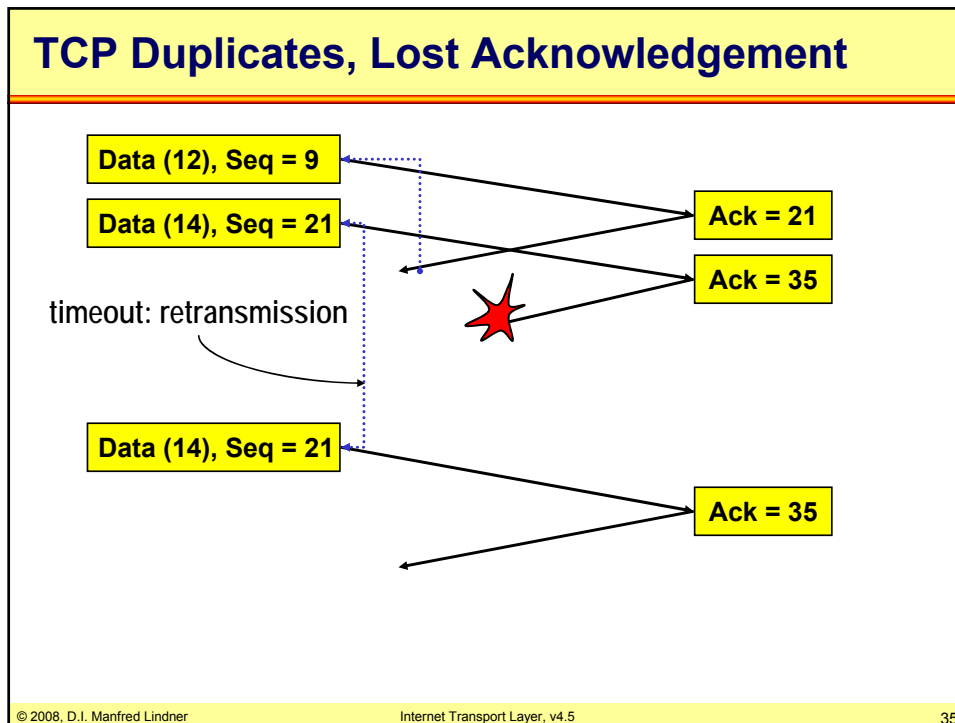 TCP Duplicates, Lost Acknowledgement
Data (12), Seq = 9
Data (14), Seq = 21
Ack = 21
Ack = 35
timeout: retransmission
Data (14), Seq = 21
Ack = 35
© 2008, D.I. Manfred Lindner
Internet Transport Layer, v4.5
35